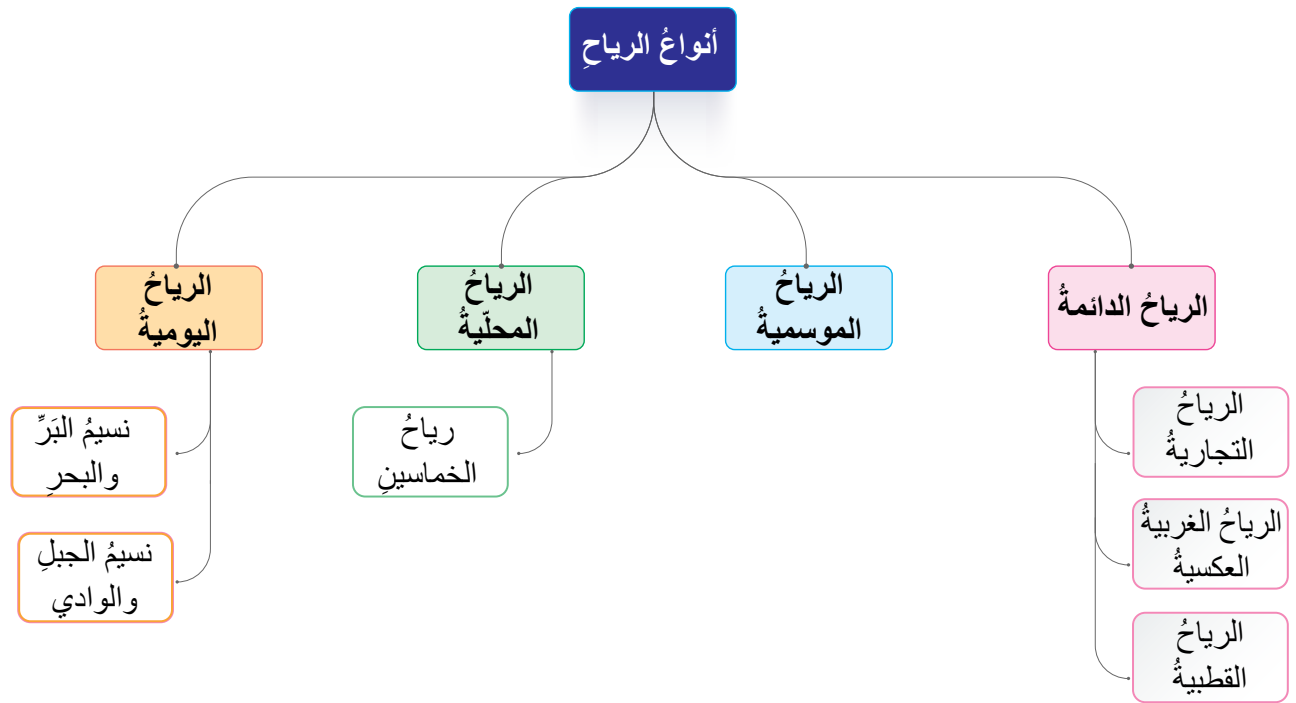 أنواعُ الرياحِ
الرياحُ الدائمةُ
الرياحُ
الموسميةُ
الرياحُ
المحلّيةُ
الرياحُ
اليوميةُ
الرياحُ
التجاريةُ
الرياحُ الغربيةُ
العكسيةُ
الرياحُ
القطبيةُ
رياحُ
الخماسينِ
نسيمُ البَرِّ
والبحرِ
نسيمُ الجبلِ
والوادي